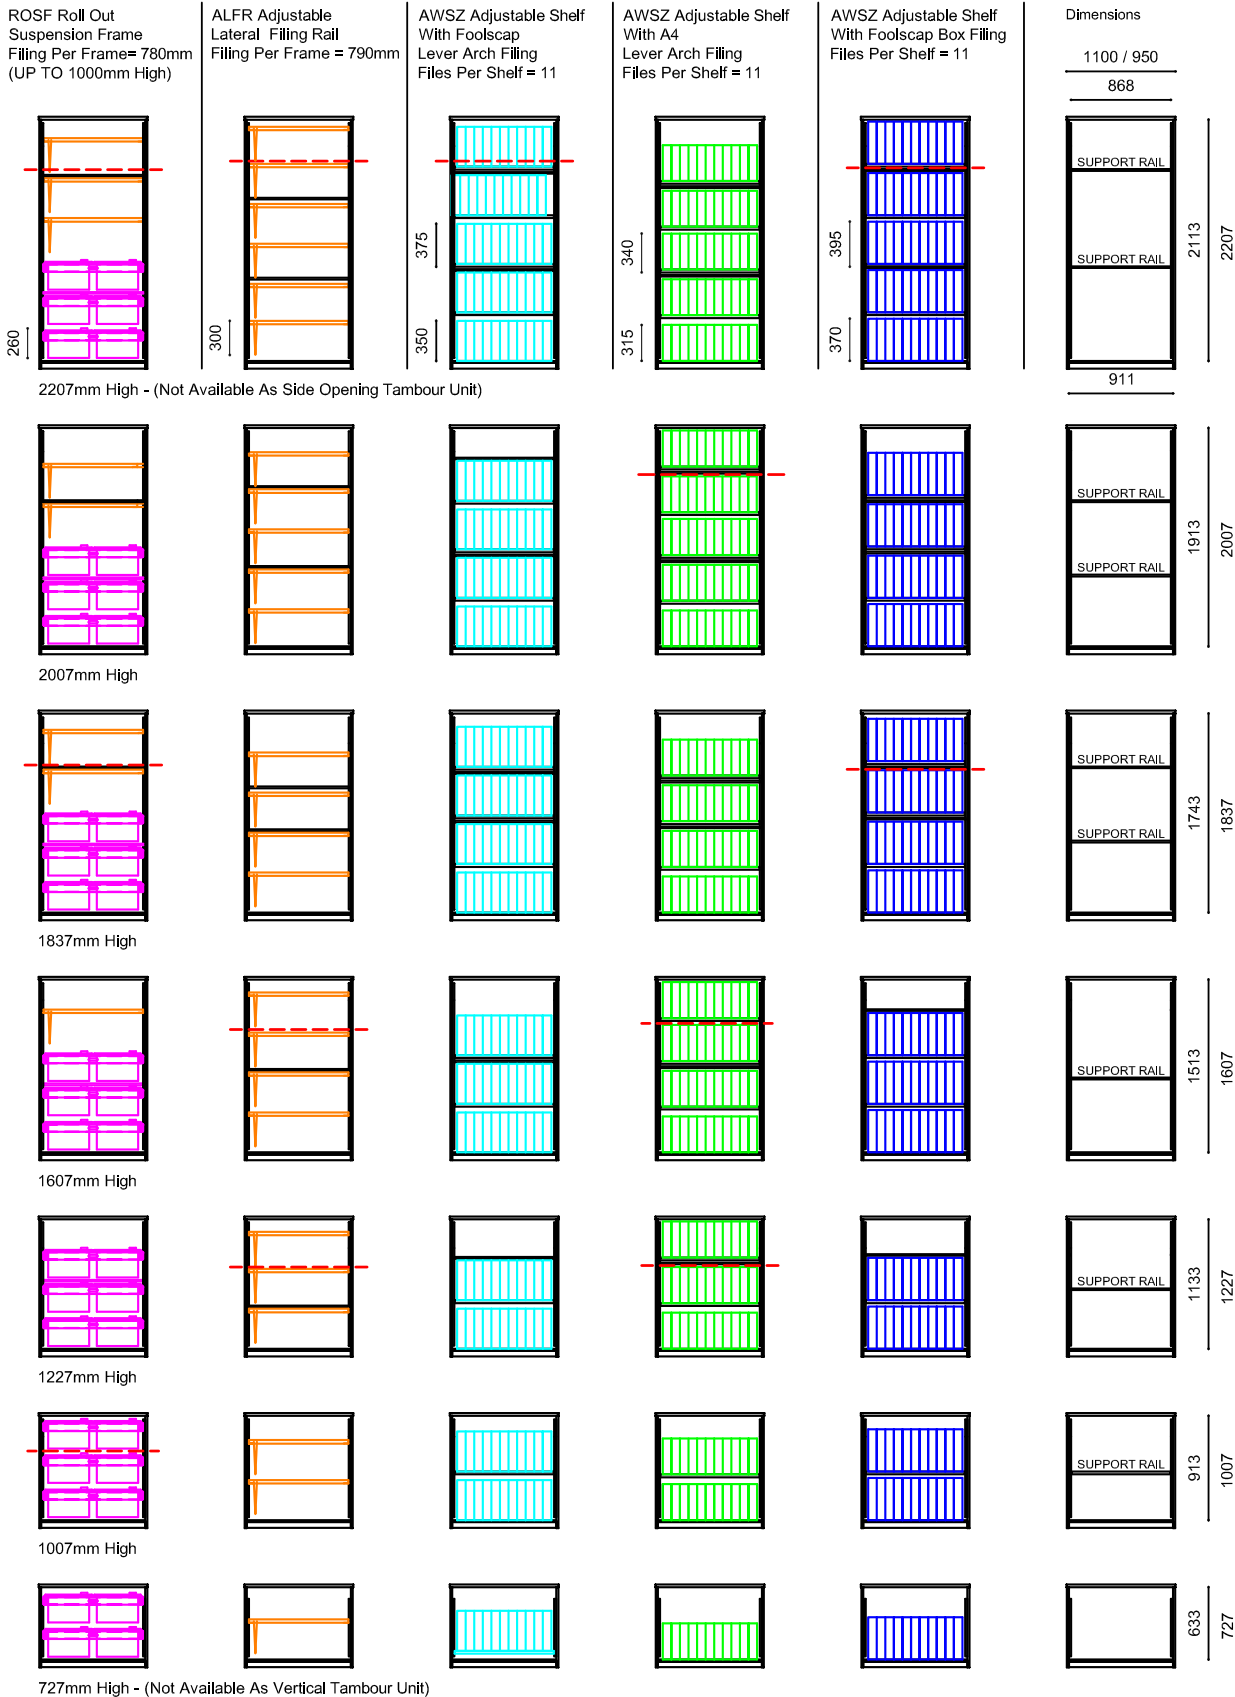 ROSF Roll Out
Suspension Frame
Filing Per Frame= 780mm
(UP TO 1000mm High)
ALFR Adjustable
Lateral Filing Rail
Filing Per Frame = 790mm
AWSZ Adjustable Shelf
With Foolscap
Lever Arch Filing
Files Per Shelf = 11
AWSZ Adjustable Shelf
With A4
Lever Arch Filing
Files Per Shelf = 11
AWSZ Adjustable Shelf
With Foolscap Box Filing
Files Per Shelf = 11
Dimensions
1100 / 950
868
260
300
375
350
340
315
395
370
SUPPORT RAIL
SUPPORT RAIL
2113
2207
911
2207mm High - (Not Available As Side Opening Tambour Unit)
SUPPORT RAIL
SUPPORT RAIL
1913
2007
2007mm High
SUPPORT RAIL
SUPPORT RAIL
1743
1837
1837mm High
SUPPORT RAIL
1513
1607
1607mm High
SUPPORT RAIL
1133
1227
1227mm High
SUPPORT RAIL
913
1007
1007mm High
633
727
727mm High - (Not Available As Vertical Tambour Unit)